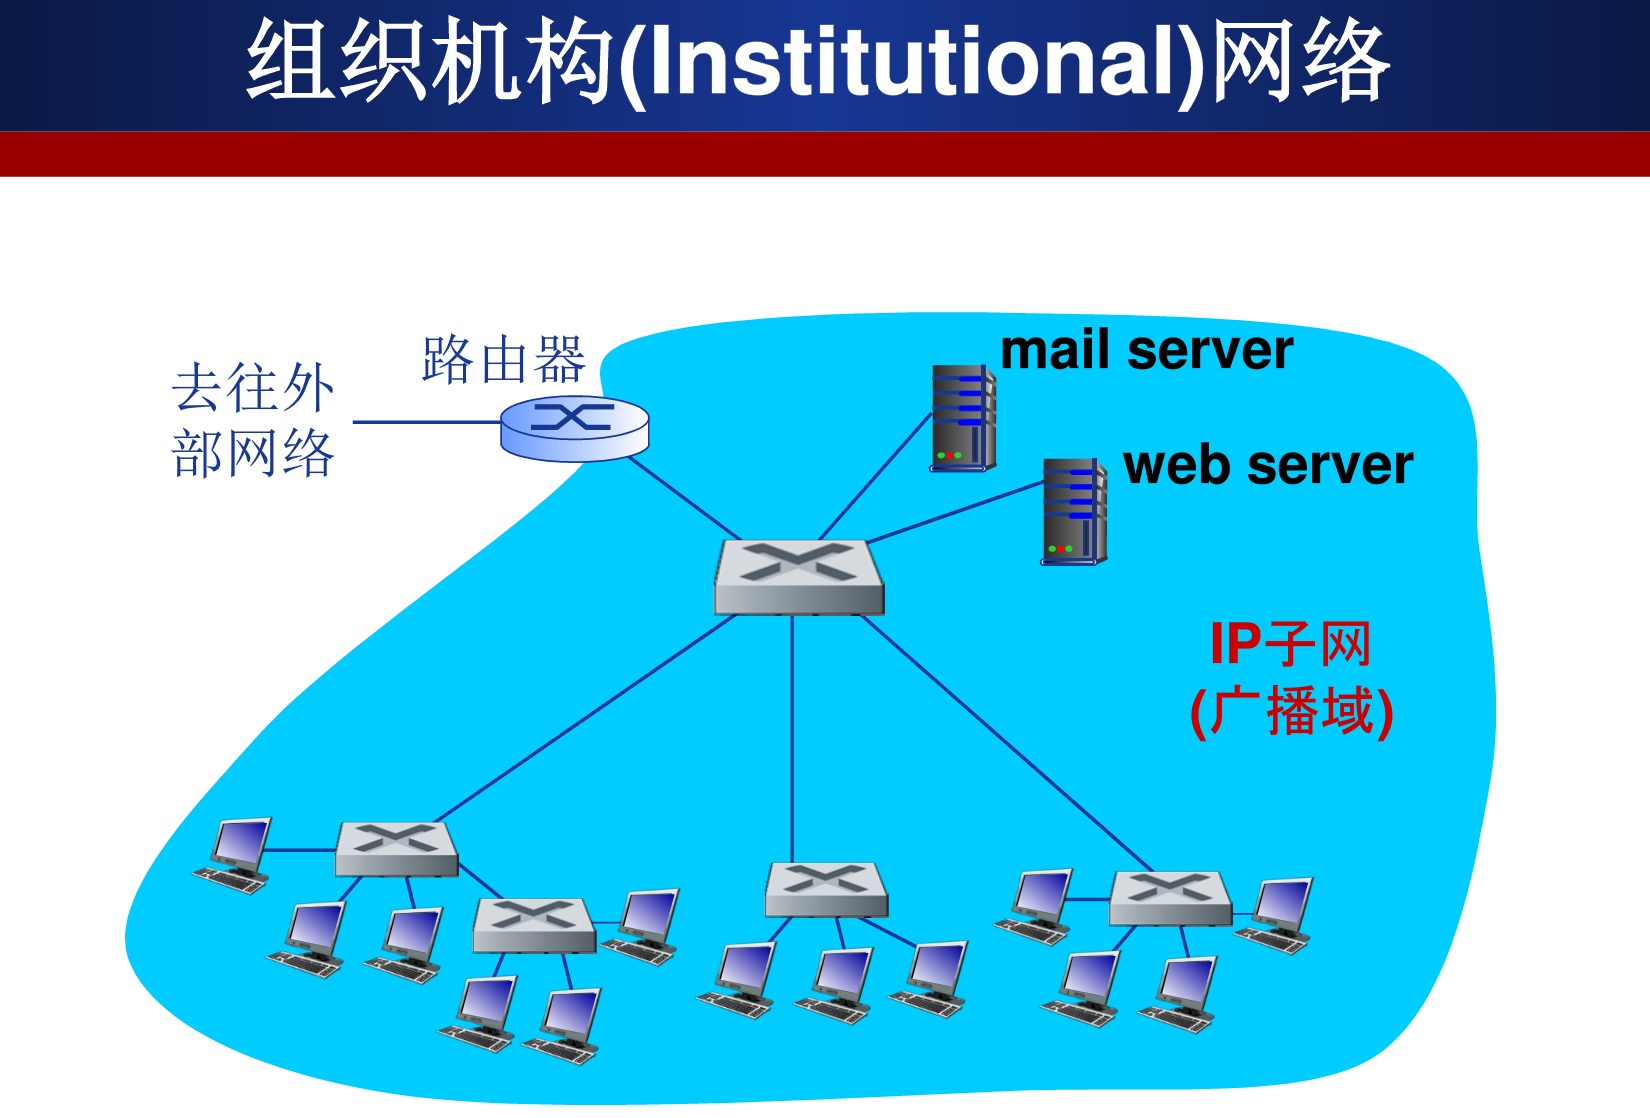 组织机构(Institutional)网络
路由器
去往外
部网络
mail server
web server
IP子网
(广播域)